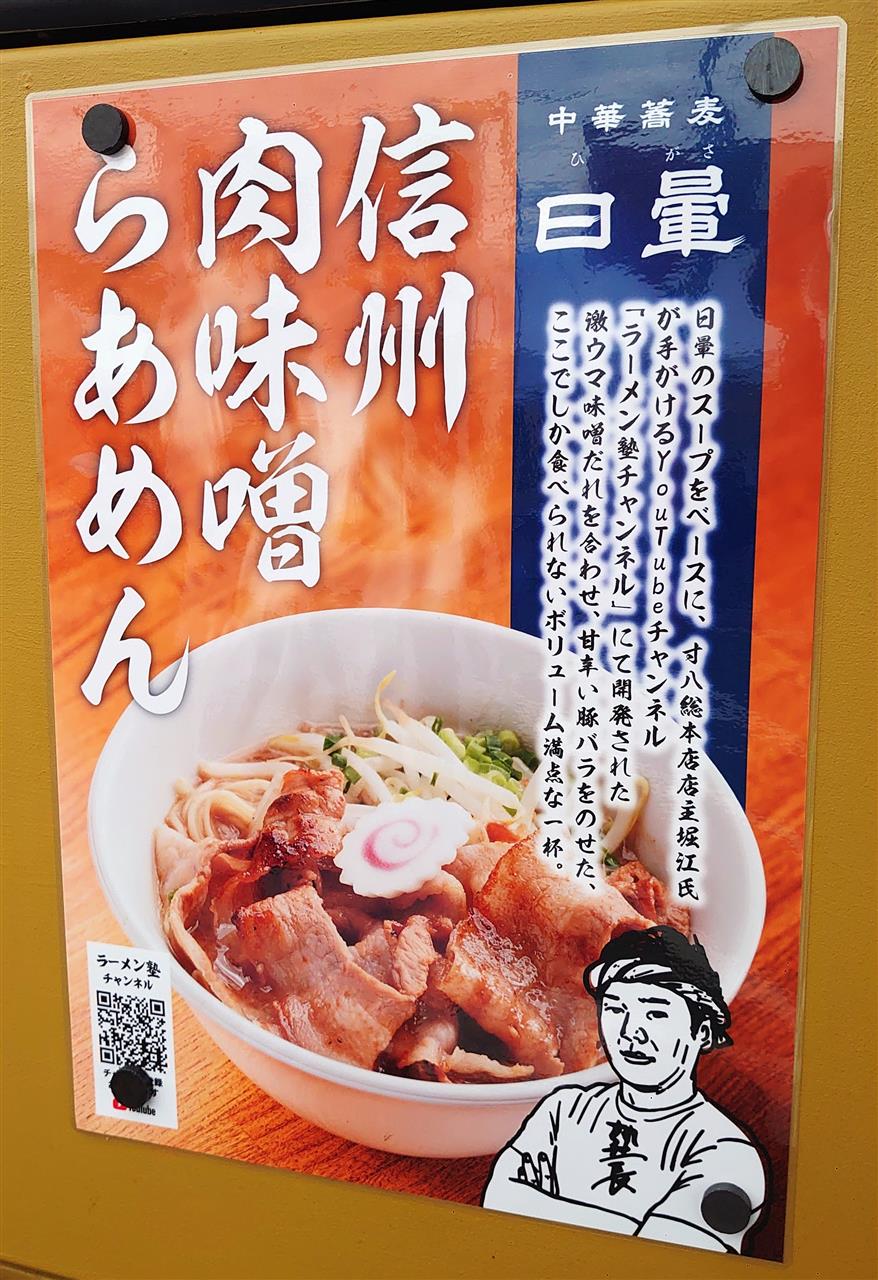 信州
肉味噌
らあめん
中華蕎麦
ひがさ
日暈
日暈のスープをベースに、寸八総本店店主堀江氏
が手がけるYouTubeチャンネル
「ラーメン塾チャンネル」にて開発された
激ウマ味噌だれを合わせ、甘辛い豚バラをのせた、
ここでしか食べられないボリューム満点な一杯。
ラーメン塾
チャンネル
YouTube
塾長